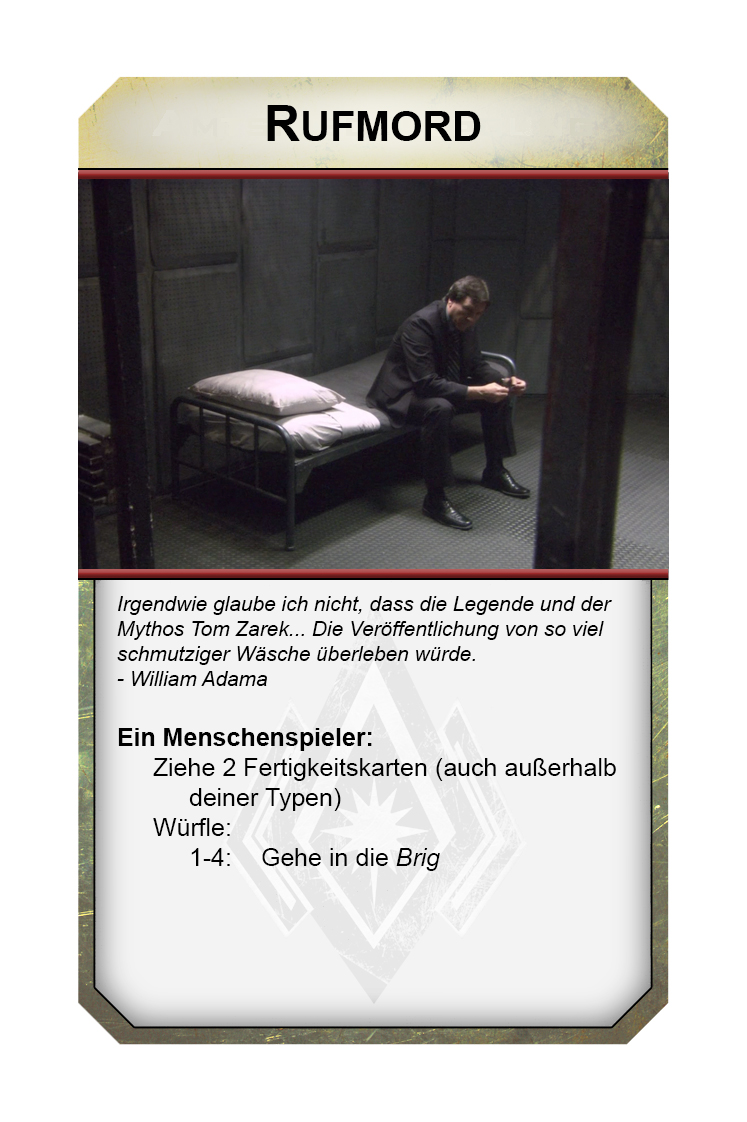 RUFMORD
Irgendwie glaube ich nicht, dass die Legende und der
Mythos Tom Zarek... Die Veröffentlichung von so viel
schmutziger Wäsche überleben würde.
- William Adama
Ein Menschenspieler:
Ziehe 2 Fertigkeitskarten (auch außerhalb
deiner Typen)
Würfle:
1-4: Gehe in die Brig